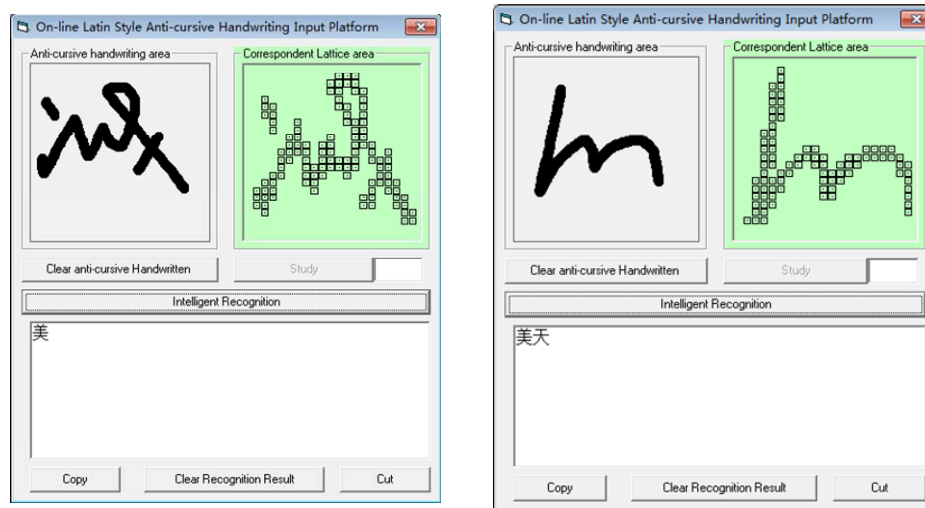 On-line Latin Style Anti-cursive Handwriting Input Platform
Anti-cursive handwriting area
Correspondent Lattice area
Clear anti-cursive Handwritten
Study
Intelligent Recognition
美
Copy
Clear Recognition Result
Cut
On-line Latin Style Anti-cursive Handwriting Input Platform
Anti-cursive handwriting area
Correspondent Lattice area
Clear anti-cursive Handwritten
Study
Intelligent Recognition
美天
Copy
Clear Recognition Result
Cut